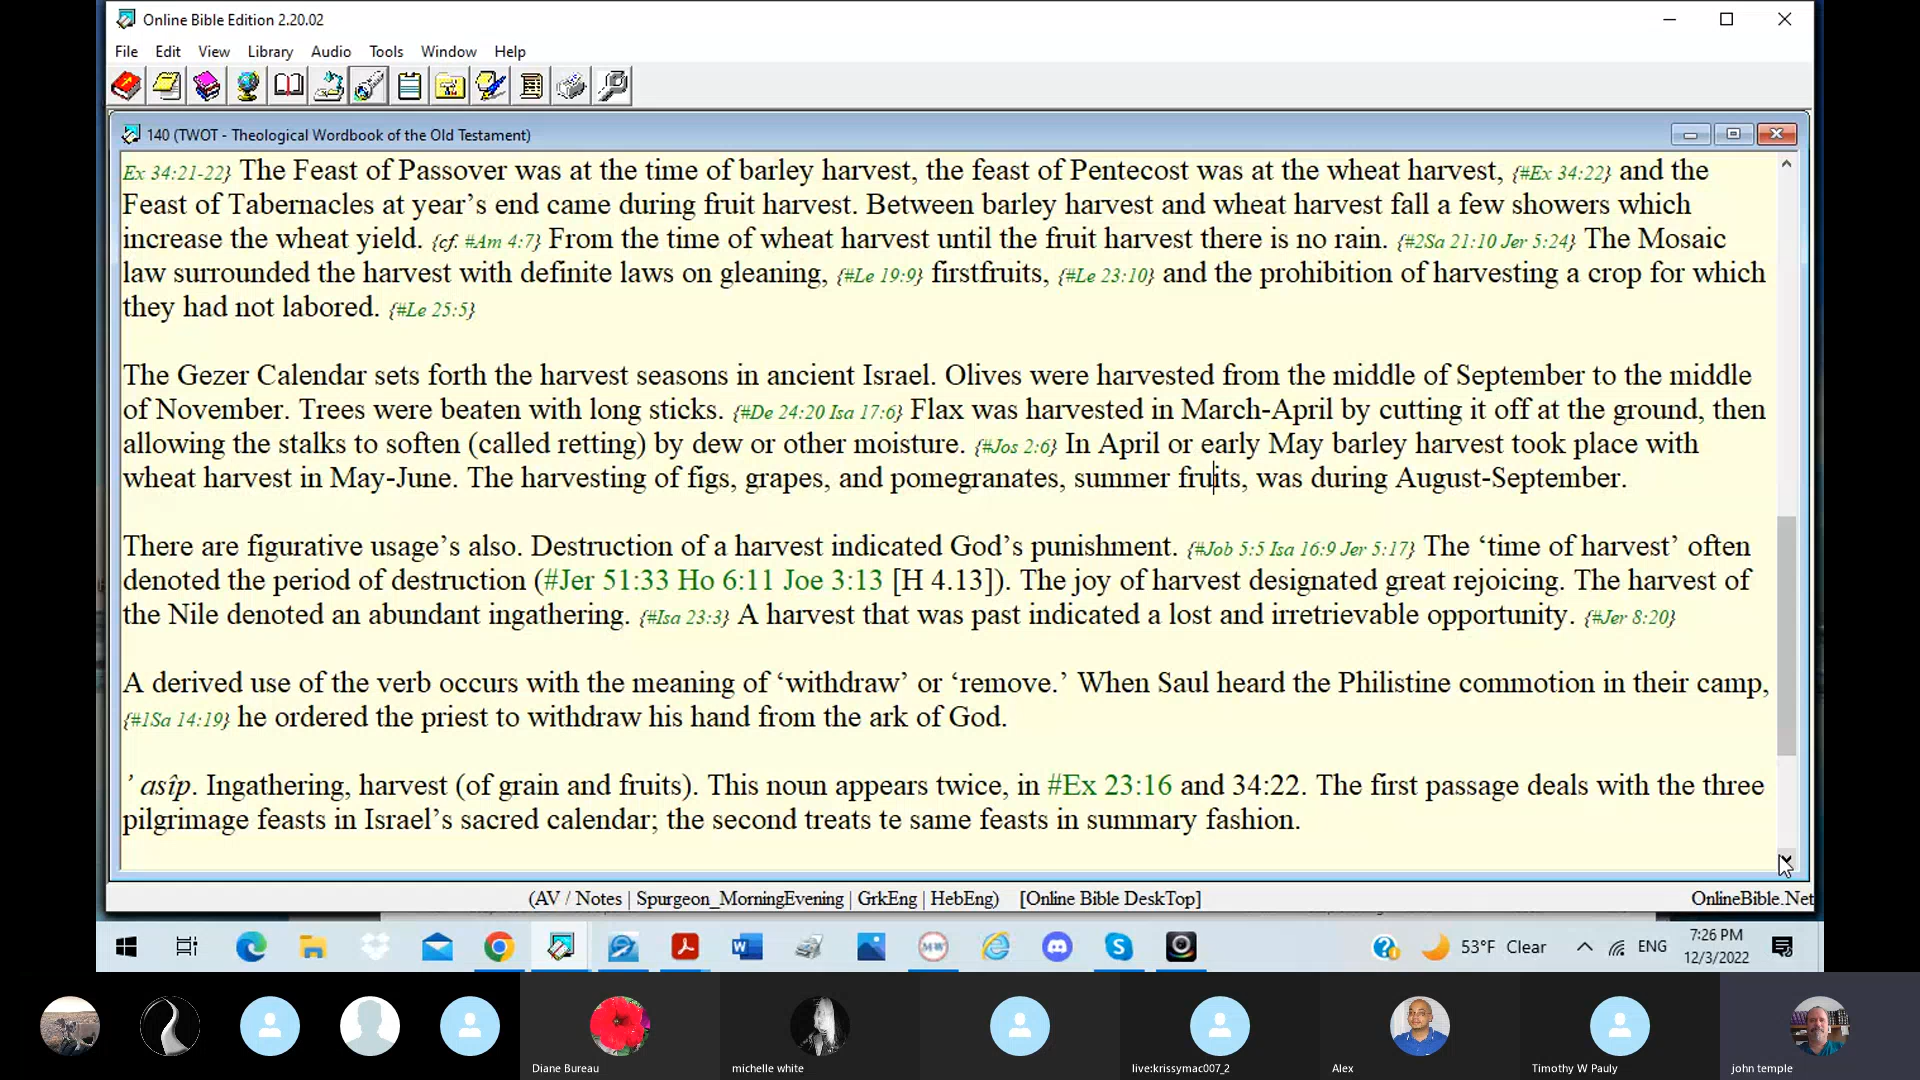 Online Bible Edition 2.20.02
File Edit View Library Audio Tools Window Help
140 (TWOT - Theological Wordbook of the Old Testament)
Ex 34:21-22} The Feast of Passover was at the time of barley harvest, the feast of Pentecost was at the wheat harvest, {#Ex 34:22} and the
Feast of Tabernacles at year’s end came during fruit harvest. Between barley harvest and wheat harvest fall a few showers which
increase the wheat yield. {cf. #Am 4:7} From the time of wheat harvest until the fruit harvest there is no rain. {#2Sa 21:10 Jer 5:24} The Mosaic
law surrounded the harvest with definite laws on gleaning, {#Le 19:9} firstfruits, {#Le 23:10} and the prohibition of harvesting a crop for which
they had not labored. {#Le 25:5}
The Gezer Calendar sets forth the harvest seasons in ancient Israel. Olives were harvested from the middle of September to the middle
of November. Trees were beaten with long sticks. {#De 24:20 Isa 17:6} Flax was harvested in March-April by cutting it off at the ground, then
allowing the stalks to soften (called retting) by dew or other moisture. {#Jos 2:6} In April or early May barley harvest took place with
wheat harvest in May-June. The harvesting of figs, grapes, and pomegranates, summer fruits, was during August-September.
There are figurative usage’s also. Destruction of a harvest indicated God’s punishment. {#Job 5:5 Isa 16:9 Jer 5:17} The ‘time of harvest’ often
denoted the period of destruction (#Jer 51:33 Ho 6:11 Joe 3:13 [H 4.13]). The joy of harvest designated great rejoicing. The harvest of
the Nile denoted an abundant ingathering. {#Isa 23:3} A harvest that was past indicated a lost and irretrievable opportunity. {#Jer 8:20}
A derived use of the verb occurs with the meaning of ‘withdraw’ or ‘remove.’ When Saul heard the Philistine commotion in their camp,
{#1Sa 14:19} he ordered the priest to withdraw his hand from the ark of God.
’ asîp. Ingathering, harvest (of grain and fruits). This noun appears twice, in #Ex 23:16 and 34:22. The first passage deals with the three
pilgrimage feasts in Israel’s sacred calendar; the second treats te same feasts in summary fashion.
(AV / Notes | Spurgeon_MorningEvening | GrkEng | HebEng) [Online Bible DeskTop] OnlineBible.Net
53°F Clear ENG 7:26 PM
12/3/2022
Diane Bureau michelle white live:krissymac007_2 Alex Timothy W Pauly john temple